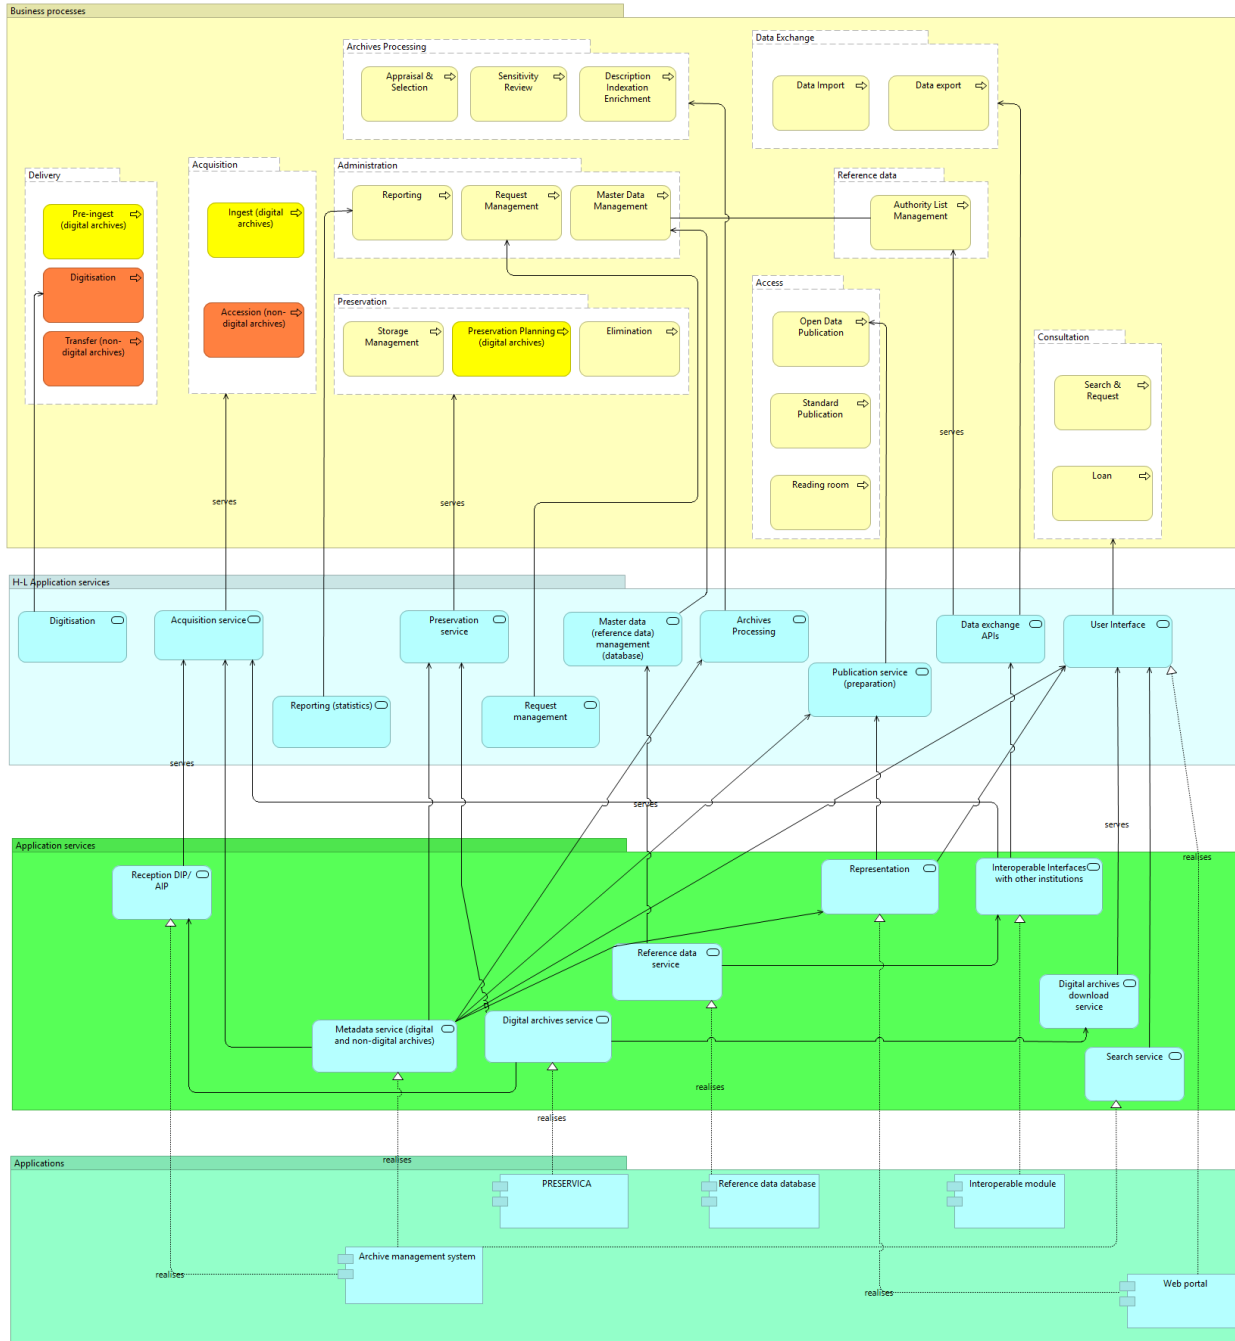 Business processes
Data Exchange
Archives Processing
Appraisal &
Selection
Sensitivity
Review
Description
Indexation
Enrichment
Data Import
Data export
Delivery
Acquisition
Administration
Reference data
Pre-ingest
(digital archives)
Ingest (digital
archives)
Reporting
Request
Management
Master Data
Management
Authority List
Management
Digitisation
Accession (non-
digital archives)
Transfer (non-
digital archives)
Preservation
Storage
Management
Preservation Planning
(digital archives)
Elimination
Access
Open Data
Publication
Standard
Publication
Reading room
Consultation
Search &
Request
Loan
serves
serves
serves
H-L Application services
Digitisation
Acquisition service
Preservation
service
Master data
(reference data)
management
(database)
Archives
Processing
Data exchange
APIs
User Interface
Publication service
(preparation)
Reporting (statistics)
Request
management
serves
serves
serves
realises
Application services
Reception DIP/
AIP
Representation
Interoperable Interfaces
with other institutions
Reference data
service
Digital archives
download
service
Metadata service (digital
and non-digital archives)
Digital archives service
Search service
realises
realises
realises
Applications
PRESERVICA
Reference data database
Interoperable module
Archive management system
Web portal
realises
realises